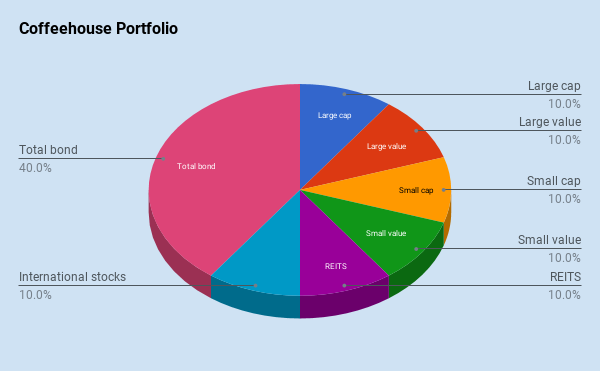 Coffeehouse Portfolio
Large cap
10.0%
Large value
10.0%
Small cap
10.0%
Small value
10.0%
REITS
10.0%
International stocks
10.0%
Total bond
40.0%
Large cap
Large value
Small cap
Small value
REITS
Total bond